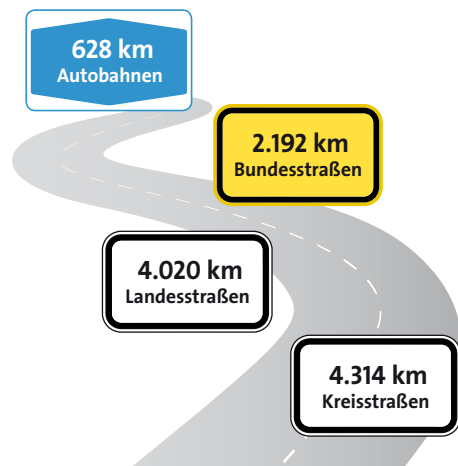 628 km
Autobahnen
2.192 km
Bundesstraßen
4.020 km
Landesstraßen
4.314 km
Kreisstraßen